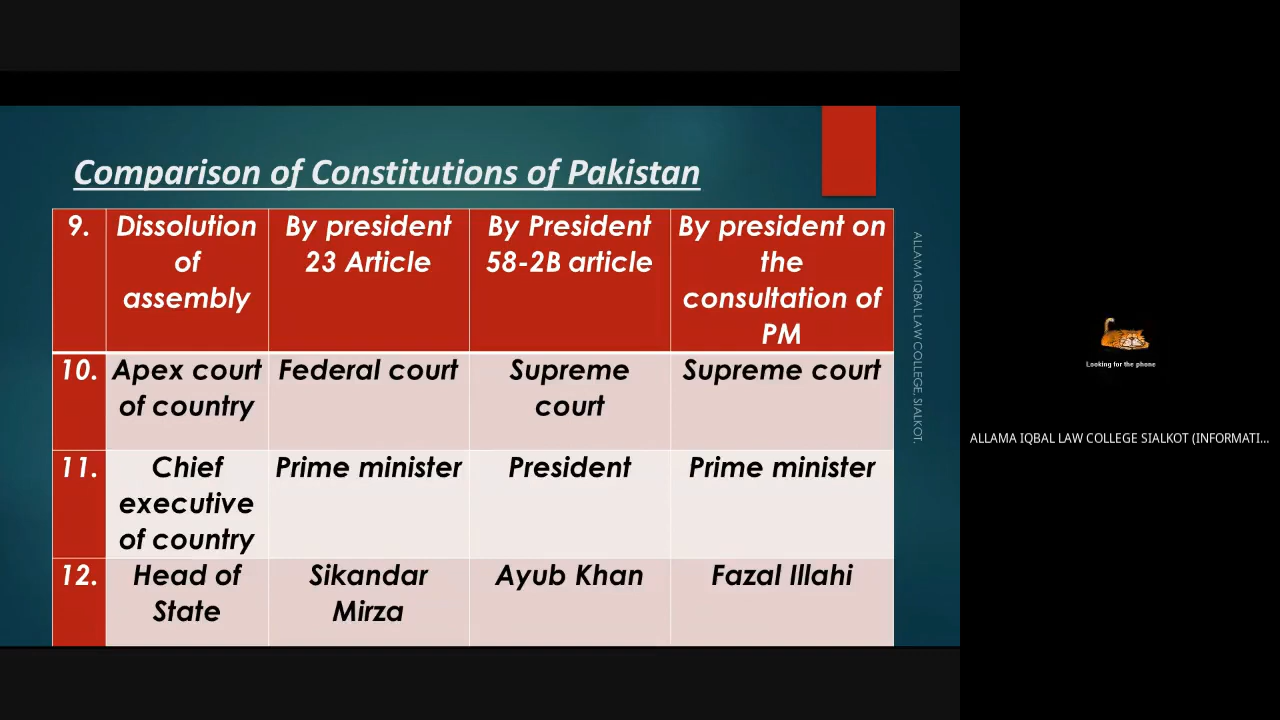 Comparison of Constitutions of Pakistan
9. Dissolution of assembly By president 23 Article By President 58-2B article By president on the consultation of PM
10. Apex court of country Federal court Supreme court Supreme court
11. Chief executive of country Prime minister President Prime minister
12. Head of State Sikandar Mirza Ayub Khan Fazal Illahi
ALLAMA IQBAL LAW COLLEGE, SIALKOT.
Looking for the phone
ALLAMA IQBAL LAW COLLEGE SIALKOT (INFORMATI...